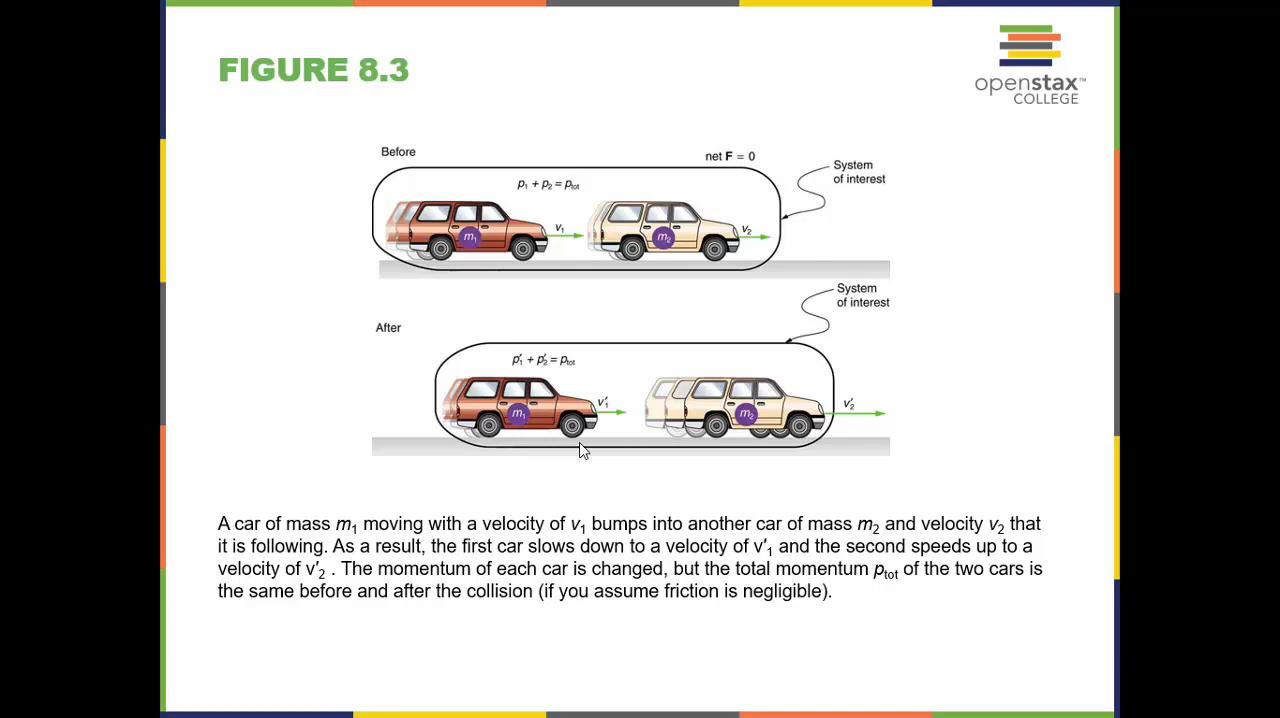 FIGURE 8.3
openstax™
COLLEGE
Before
net F = 0
System
of interest
p₁ + p₂ = pₜₒₜ
v₁
v₂
m₁
m₂
System
of interest
After
p′₁ + p′₂ = pₜₒₜ
v′₁
v′₂
m₁
m₂
A car of mass m₁ moving with a velocity of v₁ bumps into another car of mass m₂ and velocity v₂ that
it is following. As a result, the first car slows down to a velocity of v′₁ and the second speeds up to a
velocity of v′₂ . The momentum of each car is changed, but the total momentum pₜₒₜ of the two cars is
the same before and after the collision (if you assume friction is negligible).